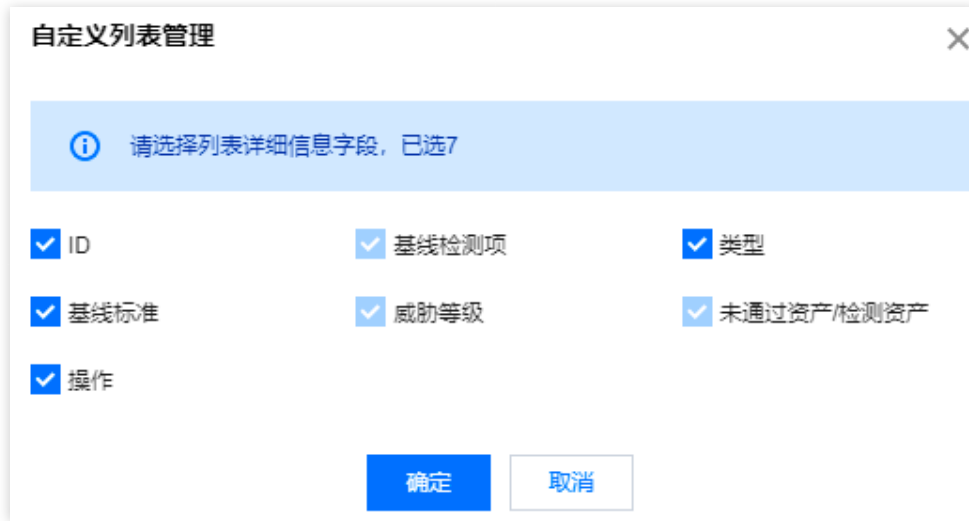 自定义列表管理
请选择列表详细信息字段，已选7
ID 基线检测项 类型
基线标准 威胁等级 未通过资产/检测资产
操作
确定 取消